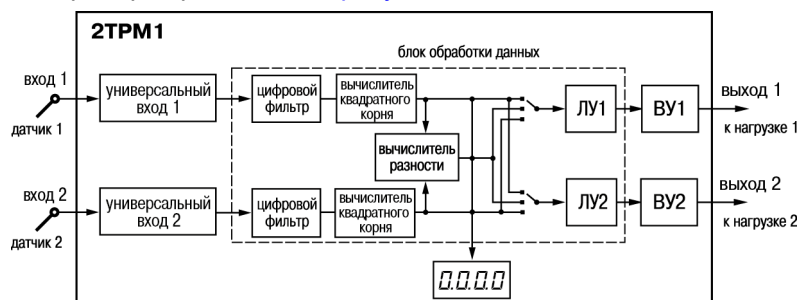 2ТРМ1
блок обработки данных
вход 1
датчик 1
универсальный
вход 1
цифровой
фильтр
вычислитель
квадратного
корня
вычислитель
разности
ЛУ1
ВУ1
выход 1
к нагрузке 1
вход 2
датчик 2
универсальный
вход 2
цифровой
фильтр
вычислитель
квадратного
корня
ЛУ2
ВУ2
выход 2
к нагрузке 2
0.0.0.0